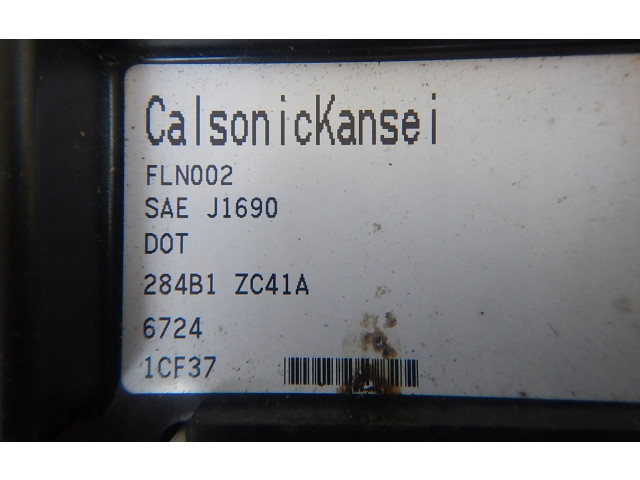 CalsonicKansei
FLN002
SAE J1690
DOT
284B1 ZC41A
6724
1CF37